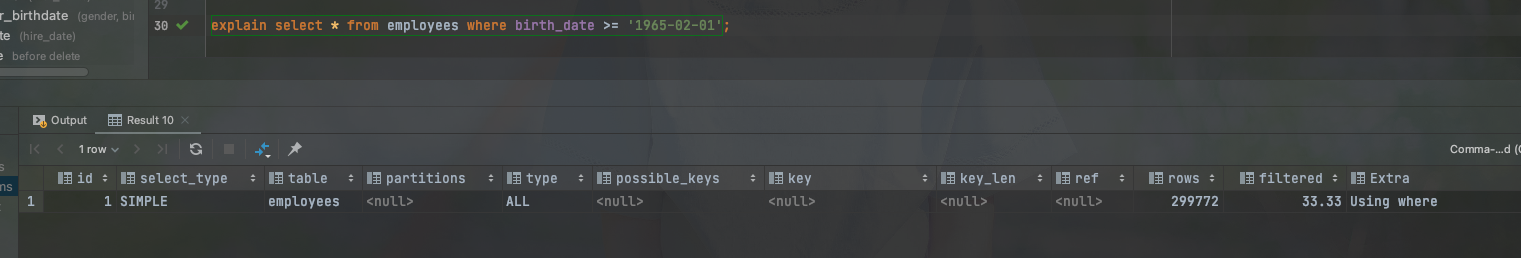 29
r_birthdate (gender, bir
30 explain select * from employees where birth_date >= '1965-02-01';
te (hire_date)
e before delete
Output Result 10
1 row Comma-...d (C
s
ms
id select_type table partitions type possible_keys key key_len ref rows filtered Extra
1 1 SIMPLE employees <null> ALL <null> <null> <null> <null> 299772 33.33 Using where